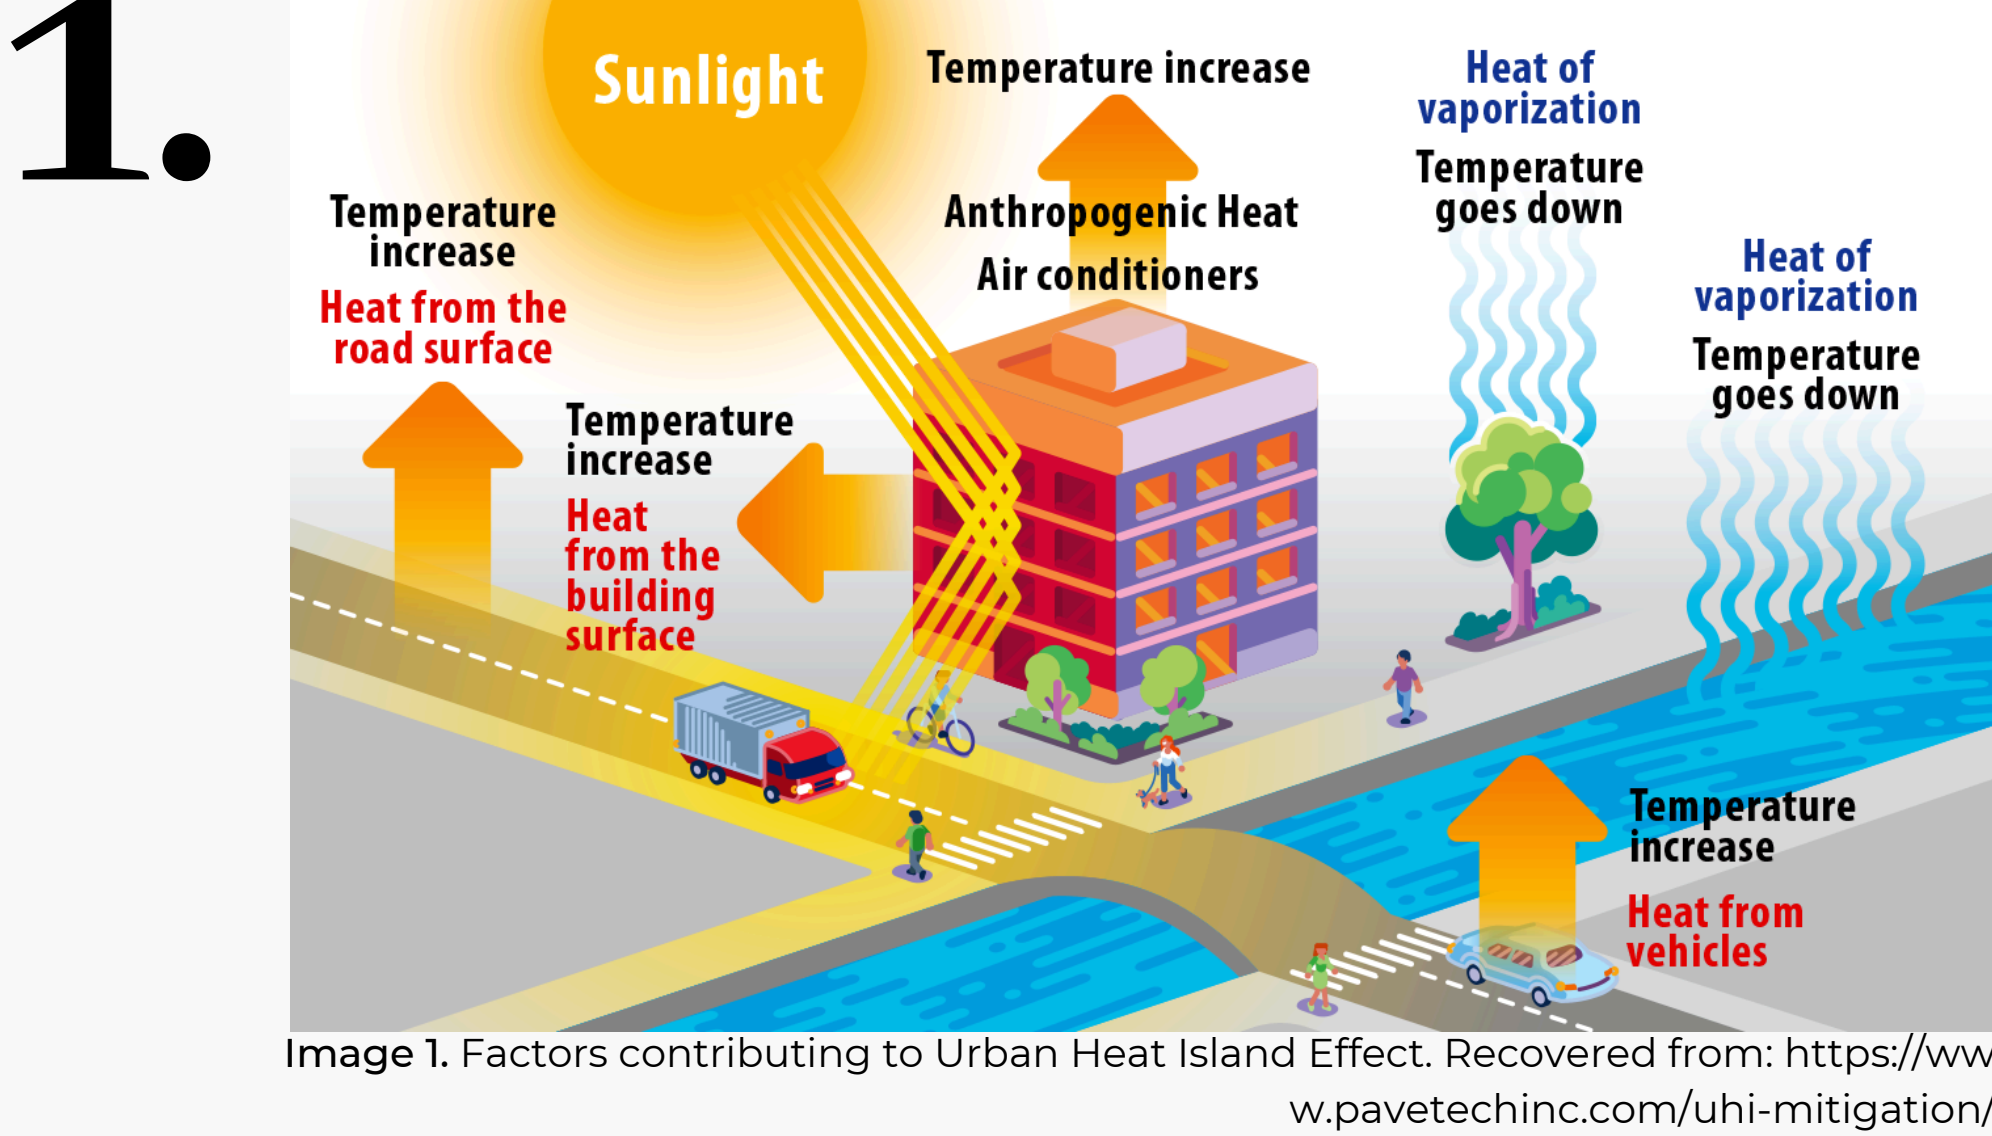 1.
Sunlight
Temperature increase
Anthropogenic Heat
Air conditioners
Heat of
vaporization
Temperature
goes down
Heat of
vaporization
Temperature
goes down
Temperature
increase
Heat from the
road surface
Temperature
increase
Heat
from the
building
surface
Temperature
increase
Heat from
vehicles
Image 1. Factors contributing to Urban Heat Island Effect. Recovered from: https://ww
w.pavetechinc.com/uhi-mitigation/